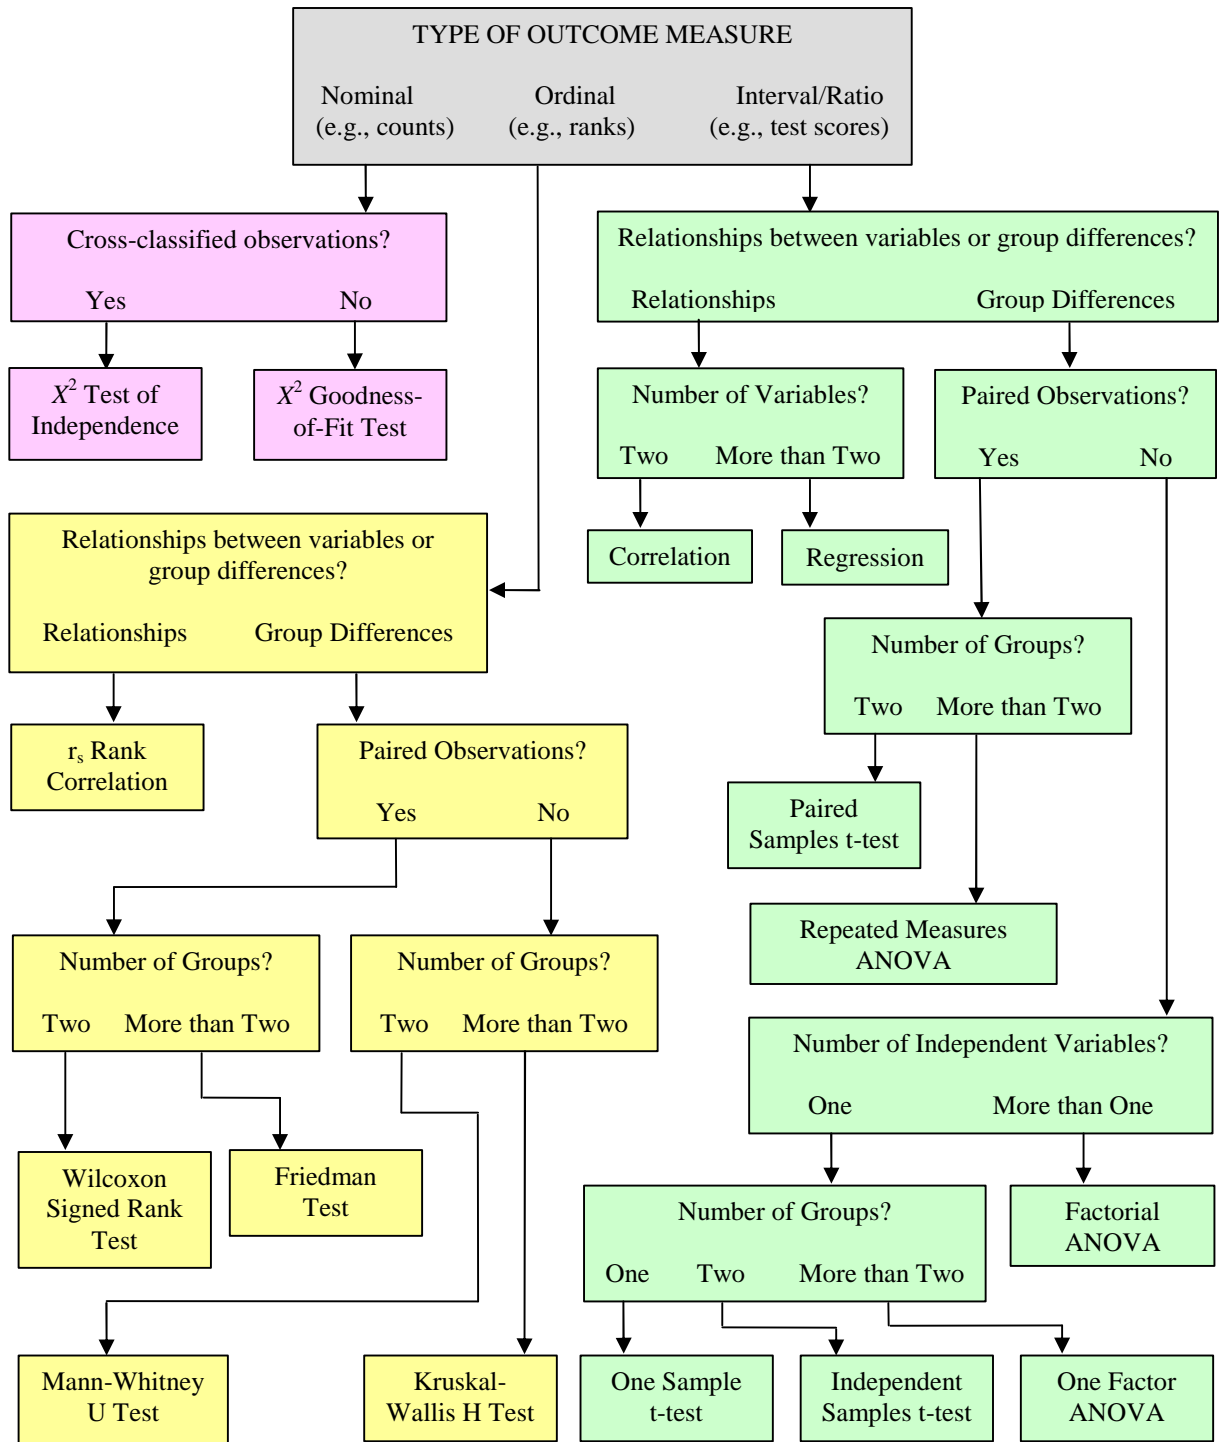 TYPE OF OUTCOME MEASURE
Nominal Ordinal Interval/Ratio
(e.g., counts) (e.g., ranks) (e.g., test scores)
Cross-classified observations?
Yes No
X² Test of
Independence
X² Goodness-
of-Fit Test
Relationships between variables or group differences?
Relationships Group Differences
Number of Variables?
Two More than Two
Paired Observations?
Yes No
Correlation
Regression
Relationships between variables or
group differences?
Relationships Group Differences
Number of Groups?
Two More than Two
rₛ Rank
Correlation
Paired Observations?
Yes No
Paired
Samples t-test
Repeated Measures
ANOVA
Number of Groups?
Two More than Two
Number of Groups?
Two More than Two
Number of Independent Variables?
One More than One
Wilcoxon
Signed Rank
Test
Friedman
Test
Number of Groups?
One Two More than Two
Factorial
ANOVA
Mann-Whitney
U Test
Kruskal-
Wallis H Test
One Sample
t-test
Independent
Samples t-test
One Factor
ANOVA